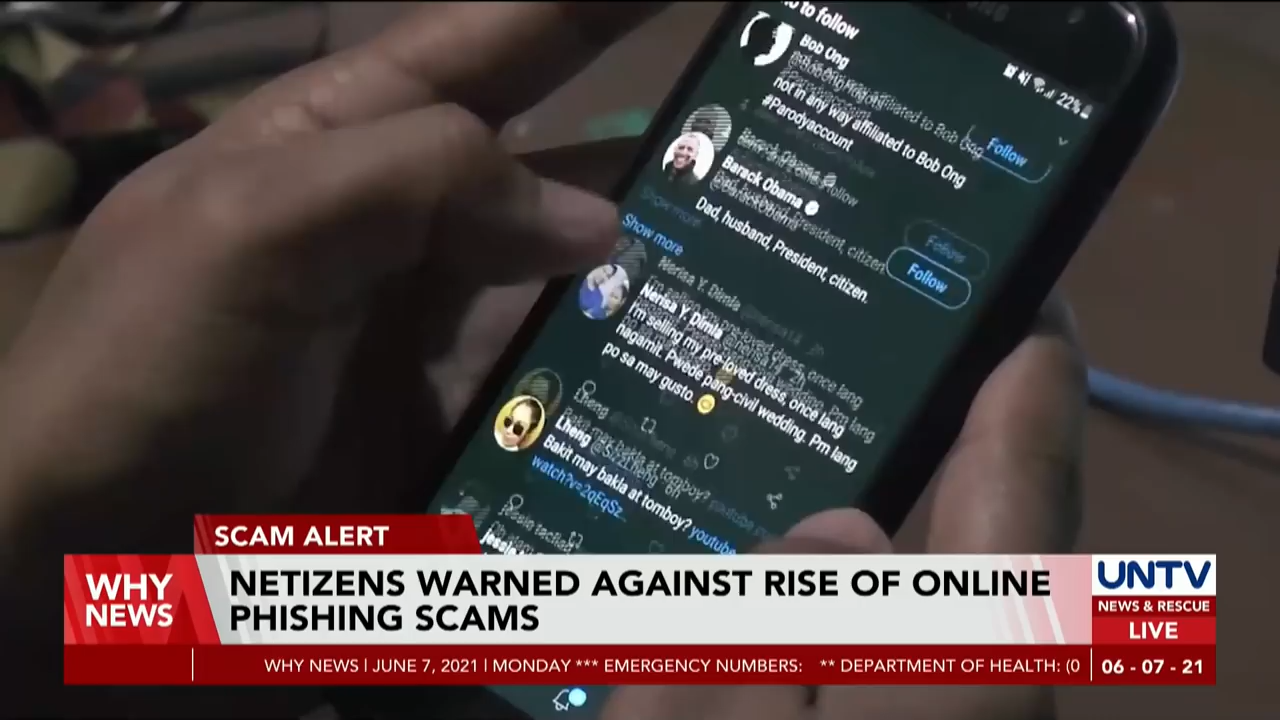 to follow
22%
Bob Ong
not in any way affiliated to Bob Ong
#Parodyaccount
Follow
Barack Obama
@BarackObama
Dad, husband, President, citizen.
Follow
Show more
Nerisa Y. Dimla
I'm selling my pre-loved dress, once lang
nagamit. Pwede pang-civil wedding. Pm lang
po sa may gusto. 😊
Lheng
Bakit may bakla at tomboy? youtube
watch?v=2qEqSz...
SCAM ALERT
WHY
NEWS
NETIZENS WARNED AGAINST RISE OF ONLINE
PHISHING SCAMS
UNTV
NEWS & RESCUE
LIVE
WHY NEWS | JUNE 7, 2021 | MONDAY *** EMERGENCY NUMBERS: ** DEPARTMENT OF HEALTH: (0
06 - 07 - 21